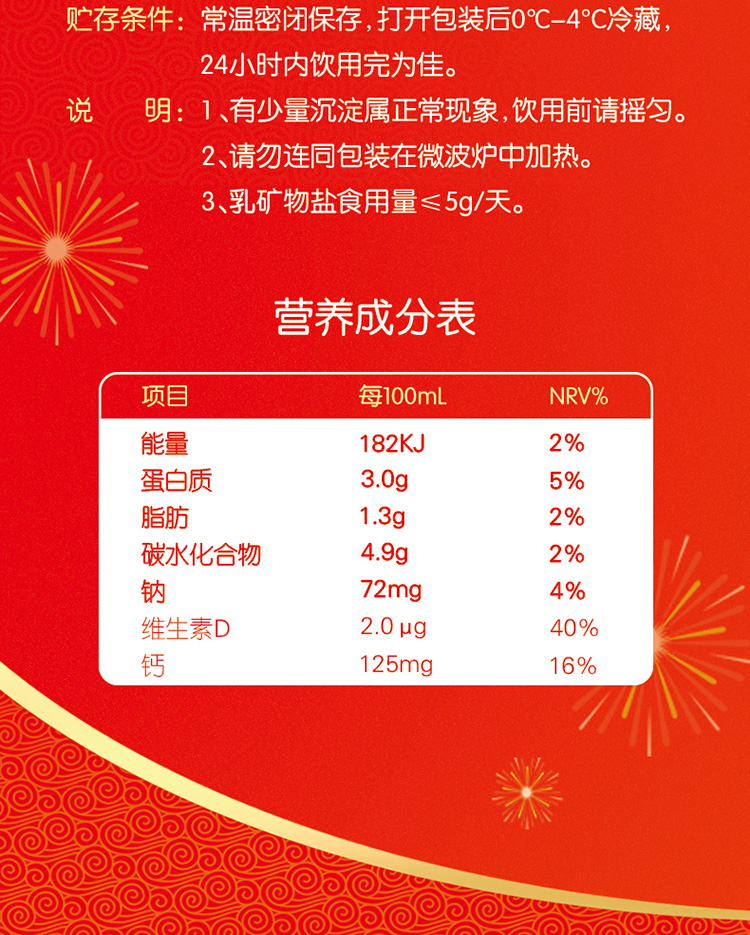 贮存条件：常温密闭保存,打开包装后0℃-4℃冷藏,
24小时内饮用完为佳。
说 明：1、有少量沉淀属正常现象,饮用前请摇匀。
2、请勿连同包装在微波炉中加热。
3、乳矿物盐食用量≤5g/天。
营养成分表
项目 每100mL NRV%
能量 182KJ 2%
蛋白质 3.0g 5%
脂肪 1.3g 2%
碳水化合物 4.9g 2%
钠 72mg 4%
维生素D 2.0μg 40%
钙 125mg 16%